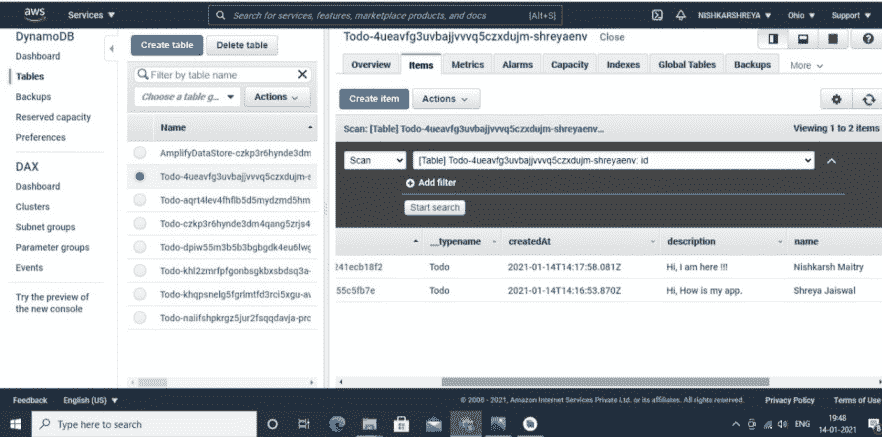 aws Services Search for services, features, marketplace products, and docs [Alt+S] NISHKARSHREYA Ohio Support
DynamoDB
Dashboard
Tables
Backups
Reserved capacity
Preferences
DAX
Dashboard
Clusters
Subnet groups
Parameter groups
Events
Try the preview of
the new console
Create table Delete table
Filter by table name
Choose a table g... Actions
Name
AmplifyDataStore-czkp3r6hynde3dm
Todo-4ueavfg3uvbajjvvvq5czxdujm-s
Todo-aqrt4lev4fhflb5d5mydzmd5hm
Todo-czkp3r6hynde3dm4qang5zrjs4
Todo-dpiw55m3b5b3bgbgdk4eu6lwg
Todo-khl2zmrfpfgonbsgkbxsbdsq3a-
Todo-khqpsnelg5fgrlmtfd3rci5xgu-av
Todo-naiifshpkrgz5jur2fsqqdavja-prc
Todo-4ueavfg3uvbajjvvvq5czxdujm-shreyaenv Close
Overview Items Metrics Alarms Capacity Indexes Global Tables Backups More
Create item Actions
Scan: [Table] Todo-4ueavfg3uvbajjvvvq5czxdujm-shreyaenv... Viewing 1 to 2 items
Scan [Table] Todo-4ueavfg3uvbajjvvvq5czxdujm-shreyaenv: id
Add filter
Start search
__typename createdAt description name
241ecb18f2 Todo 2021-01-14T14:17:58.081Z Hi, I am here !!! Nishkarsh Maitry
55c5fb7e Todo 2021-01-14T14:16:53.870Z Hi, How is my app. Shreya Jaiswal
Feedback English (US) © 2008 - 2021, Amazon Internet Services Private Ltd. or its affiliates. All rights reserved. Privacy Policy Terms of Use
Type here to search ENG 19:48
14-01-2021